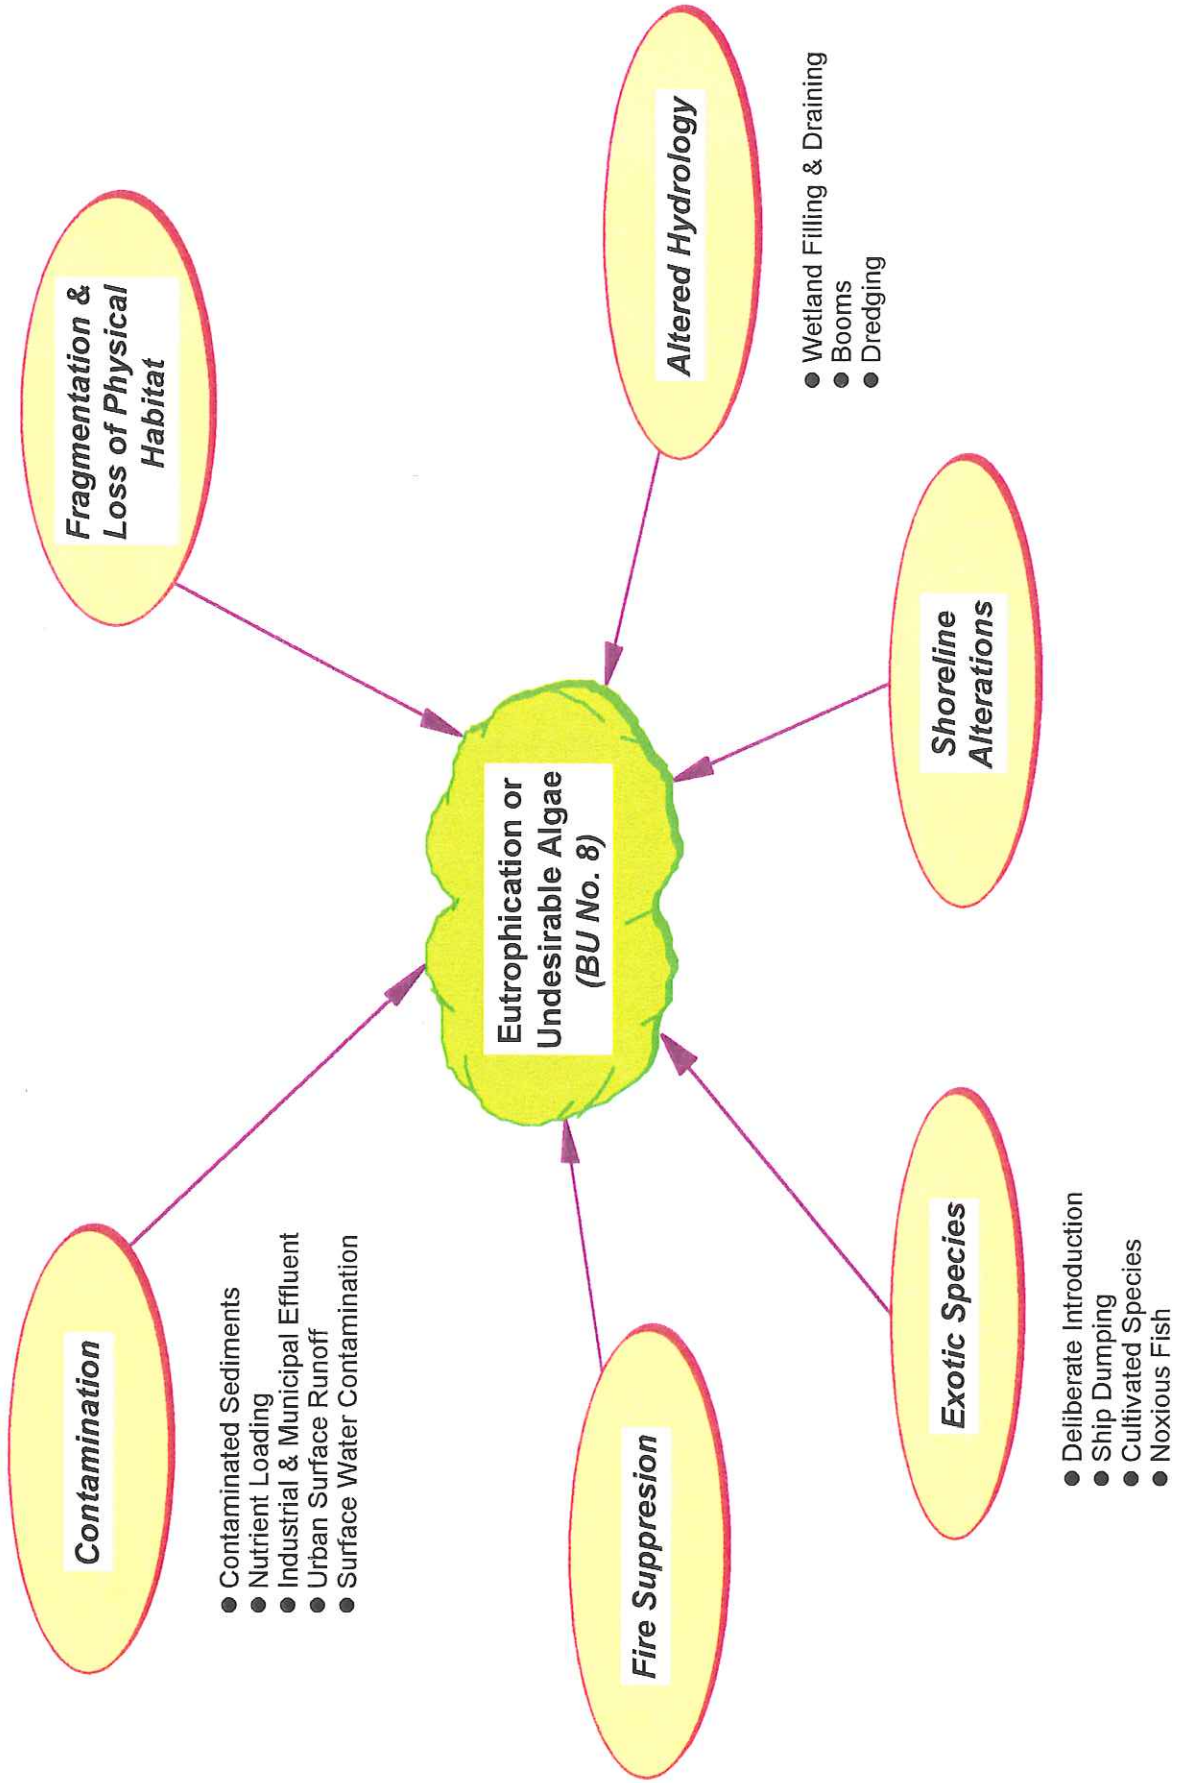 Contamination
● Contaminated Sediments
● Nutrient Loading
● Industrial & Municipal Effluent
● Urban Surface Runoff
● Surface Water Contamination
Fragmentation &
Loss of Physical
Habitat
Eutrophication or
Undesirable Algae
(BU No. 8)
Fire Suppresion
Altered Hydrology
● Wetland Filling & Draining
● Booms
● Dredging
Exotic Species
● Deliberate Introduction
● Ship Dumping
● Cultivated Species
● Noxious Fish
Shoreline
Alterations